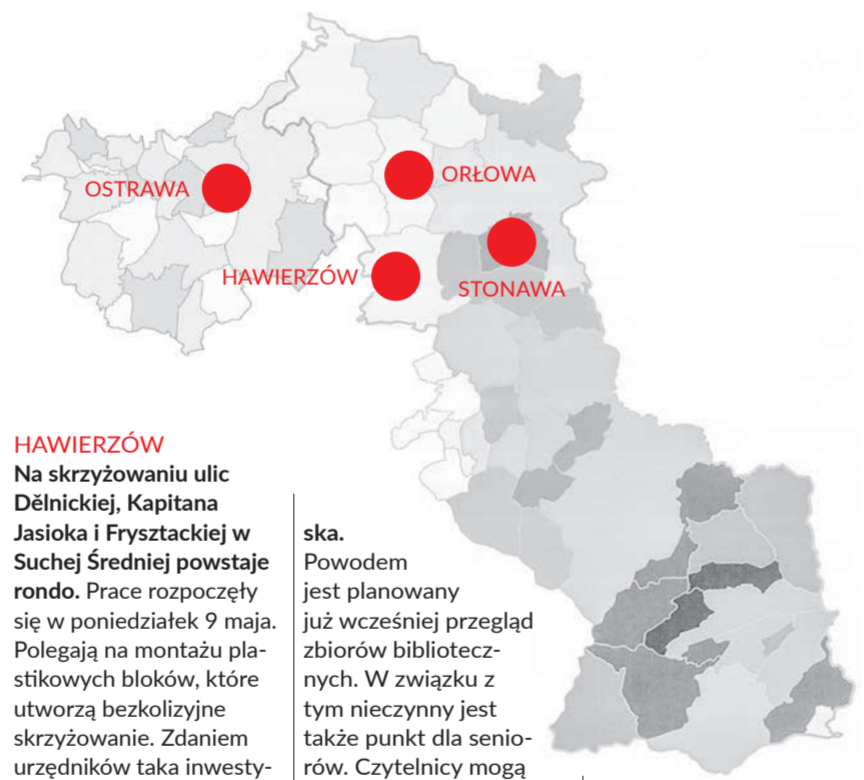 OSTRAWA
ORŁOWA
HAWIERZÓW
STONAWA
HAWIERZÓW
Na skrzyżowaniu ulic
Dělnickiej, Kapitana
Jasioka i Frysztackiej w
Suchej Średniej powstaje
rondo. Prace rozpoczęły
się w poniedziałek 9 maja.
Polegają na montażu pla-
stikowych bloków, które
utworzą bezkolizyjne
skrzyżowanie. Zdaniem
urzędników taka inwesty-
ska.
Powodem
jest planowany
już wcześniej przegląd
zbiorów bibliotecz-
nych. W związku z
tym nieczynny jest
także punkt dla senio-
rów. Czytelnicy mogą